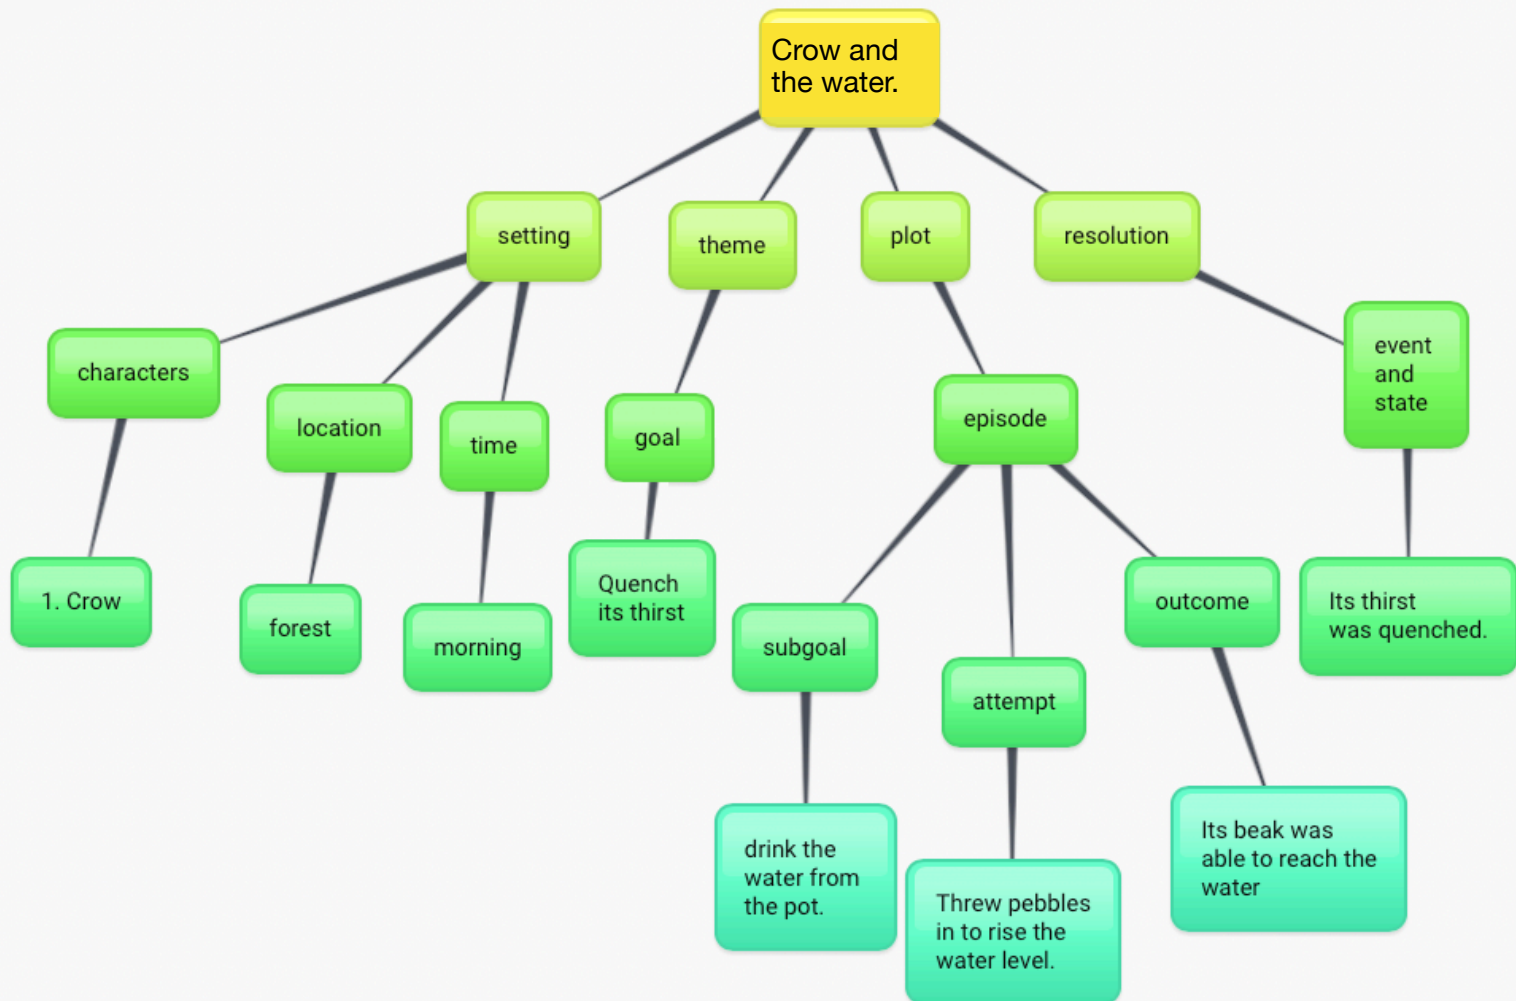 Crow and
the water.
setting
theme
plot
resolution
characters
location
time
goal
episode
event
and
state
1. Crow
forest
morning
Quench
its thirst
subgoal
attempt
outcome
Its thirst
was quenched.
drink the
water from
the pot.
Threw pebbles
in to rise the
water level.
Its beak was
able to reach the
water